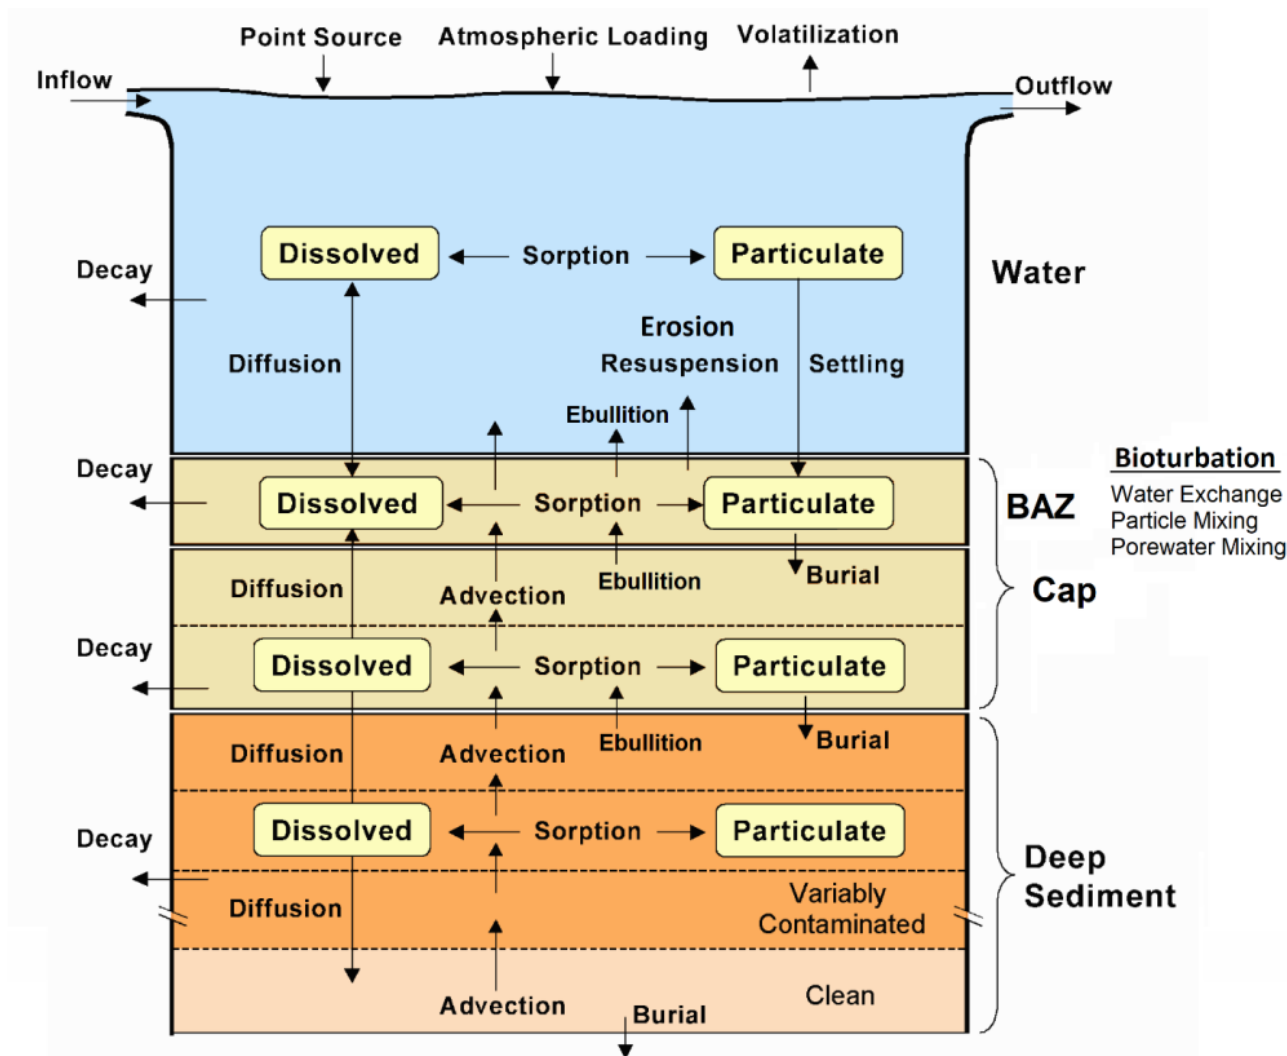 Point Source
Atmospheric Loading
Volatilization
Inflow
Outflow
Dissolved
Sorption
Particulate
Decay
Water
Erosion
Diffusion
Resuspension
Settling
Ebullition
Decay
Dissolved
Sorption
Particulate
BAZ
Bioturbation
Water Exchange
Particle Mixing
Porewater Mixing
Diffusion
Advection
Ebullition
Burial
Cap
Decay
Dissolved
Sorption
Particulate
Diffusion
Advection
Ebullition
Burial
Decay
Dissolved
Sorption
Particulate
Deep
Sediment
Diffusion
Variably
Contaminated
Advection
Clean
Burial